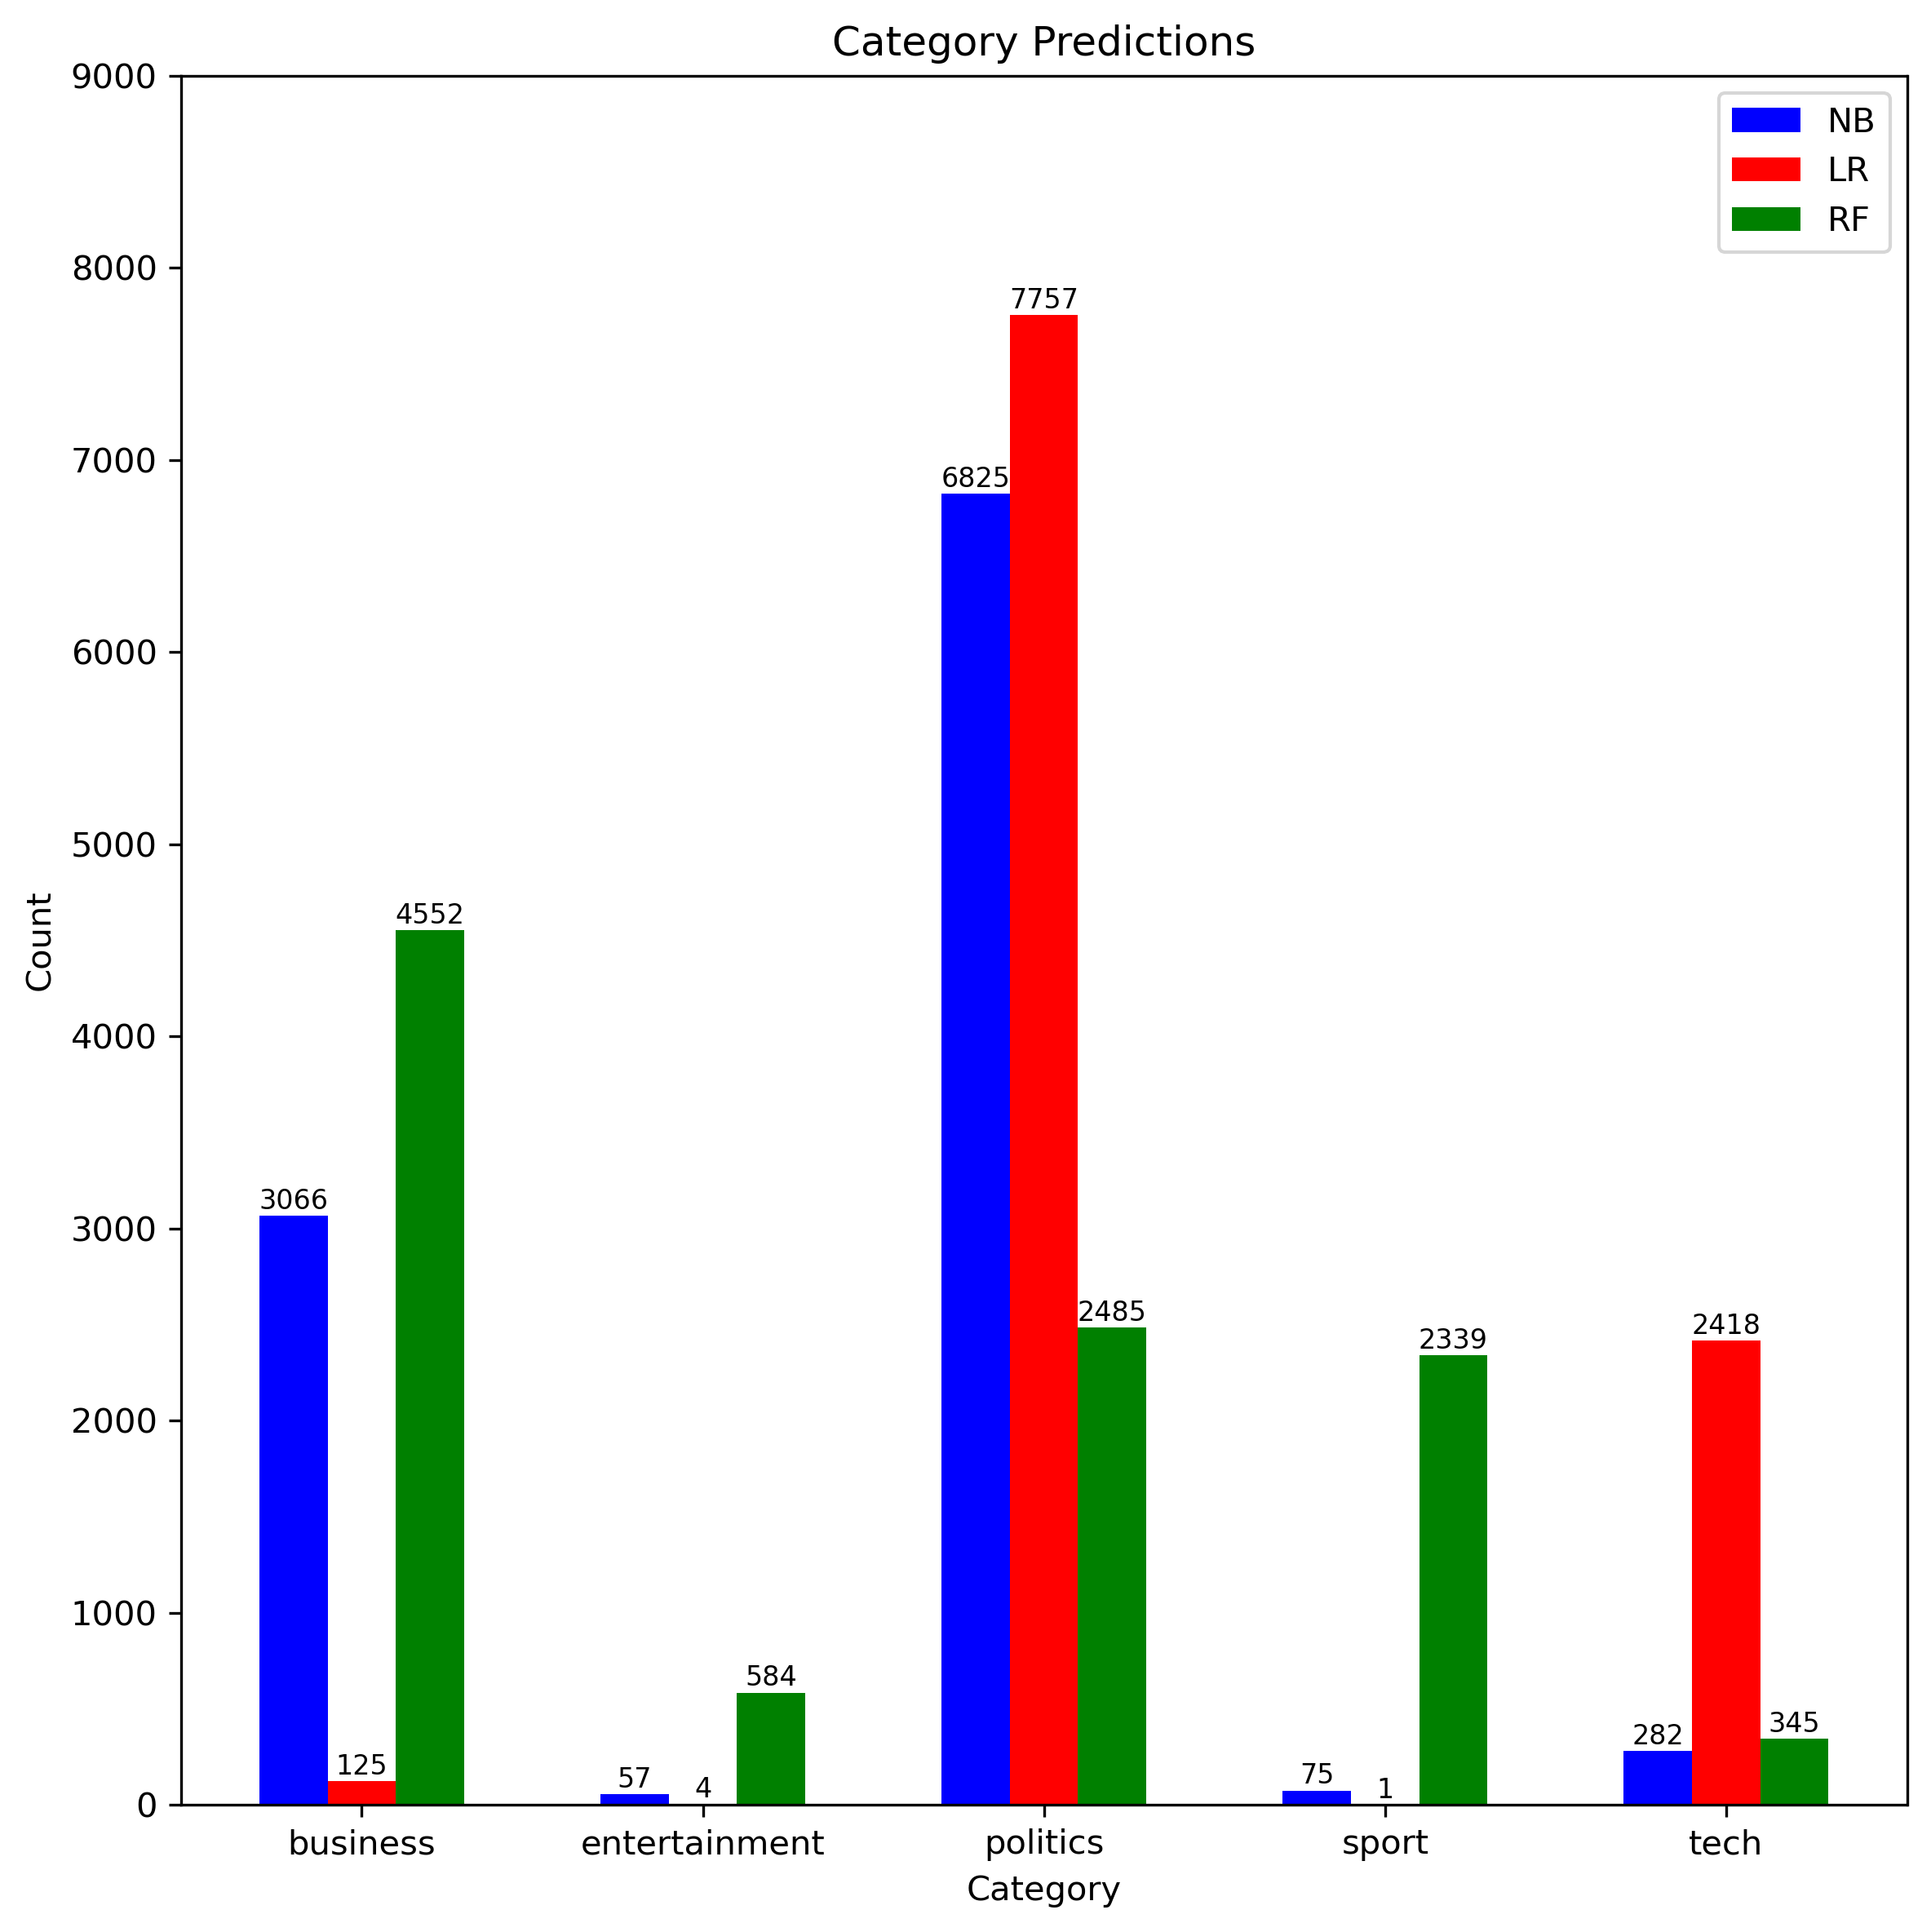 Category Predictions
9000
8000
7000
6000
5000
4000
3000
2000
1000
0
Count
NB
LR
RF
3066
125
4552
57
4
584
6825
7757
2485
75
1
2339
282
2418
345
business
entertainment
politics
sport
tech
Category